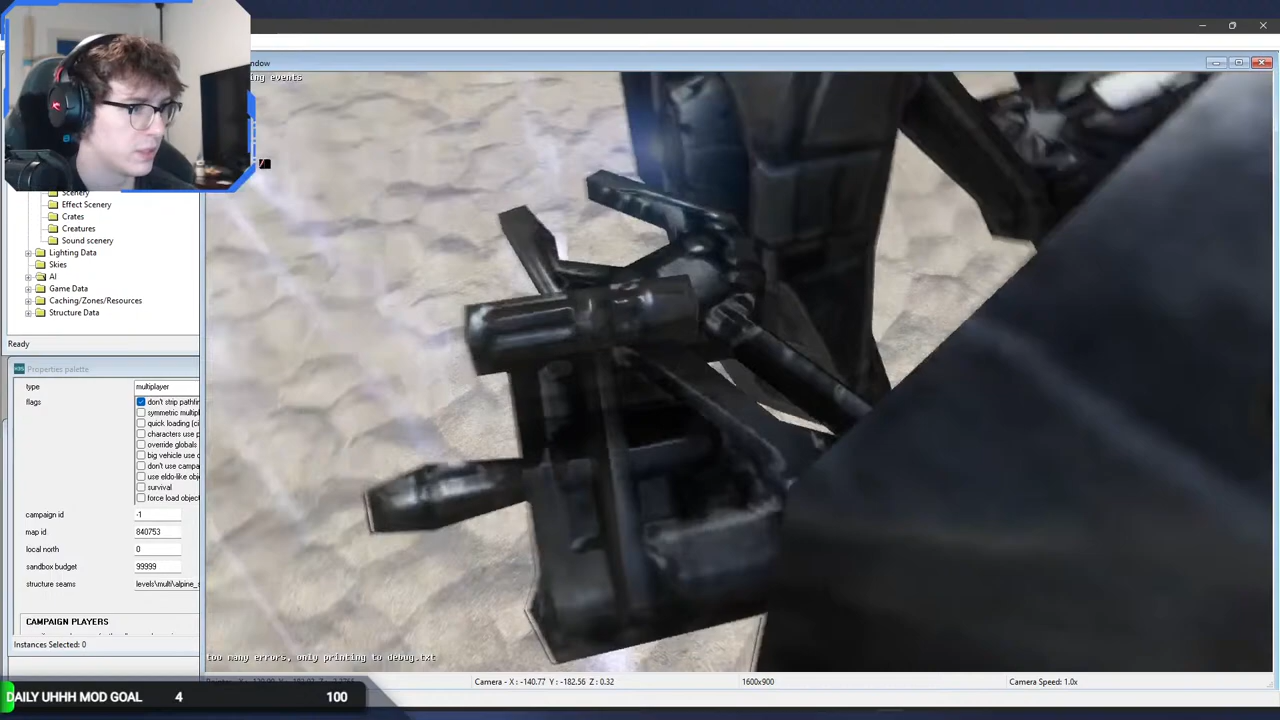 ndow
ing events
Scenery
Effect Scenery
Crates
Creatures
Sound scenery
Lighting Data
Skies
AI
Game Data
Caching/Zones/Resources
Structure Data
Ready
Properties palette
type multiplayer
flags don't strip pathfin
symmetric multipl
quick loading (ci
characters use p
override globals
big vehicle use c
don't use campa
use eldo-like obj
survival
force load object
campaign id -1
map id 840753
local north 0
sandbox budget 99999
structure seams levels\multi\alpine_s
CAMPAIGN PLAYERS
Instances Selected: 0
too many errors, only printing to debug.txt
Camera - X : -140.77 Y : -182.56 Z : 0.32
1600x900
Camera Speed: 1.0x
DAILY UHHH MOD GOAL 4 100